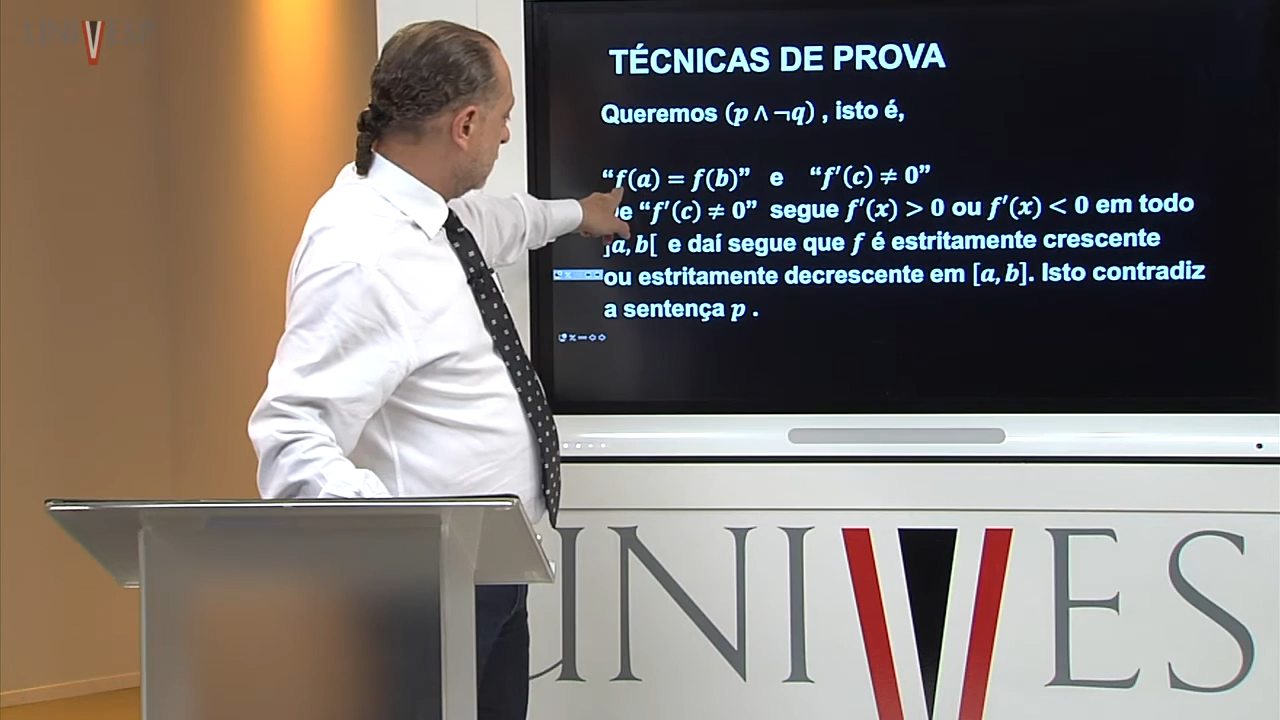 UNIVESP
TÉCNICAS DE PROVA
Queremos (p ∧ ¬q) , isto é,
“f(a) = f(b)” e “f′(c) ≠ 0”
“f′(c) ≠ 0” segue f′(x) > 0 ou f′(x) < 0 em todo
]a, b[ e daí segue que f é estritamente crescente
ou estritamente decrescente em [a, b]. Isto contradiz
a sentença p .
UNIVES